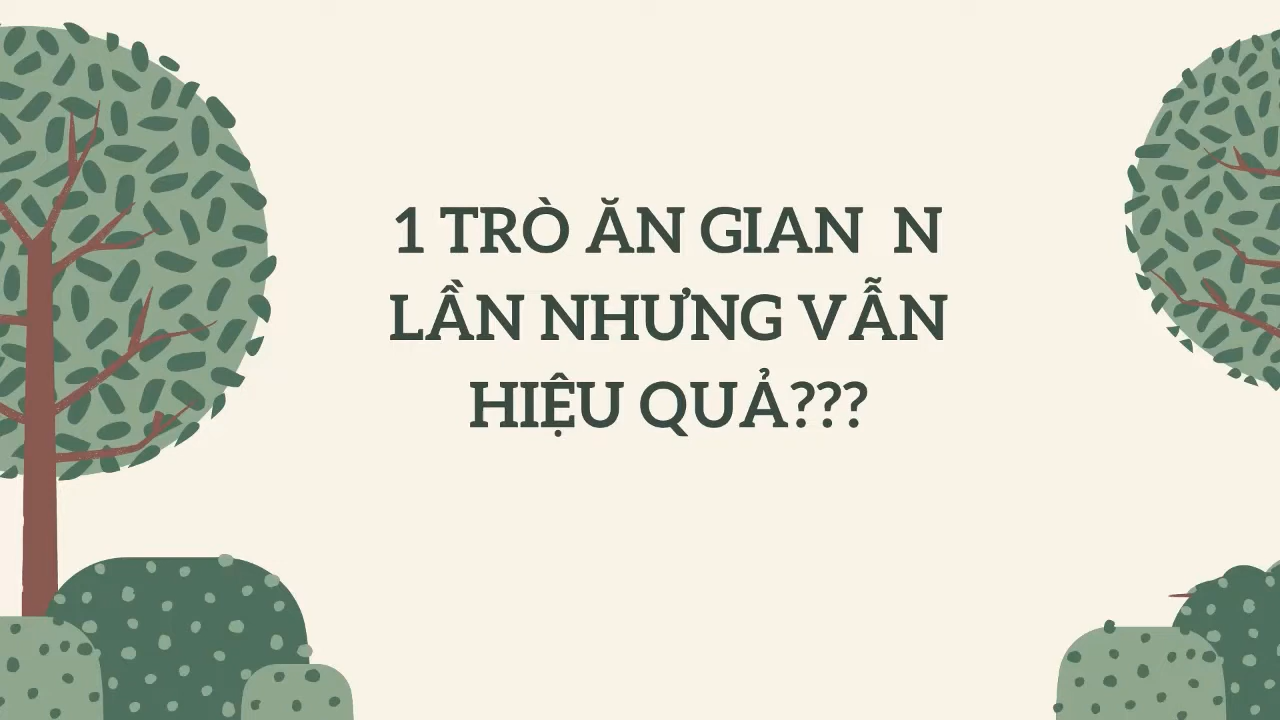 1 TRÒ ĂN GIAN N
LẦN NHƯNG VẪN
HIỆU QUẢ???